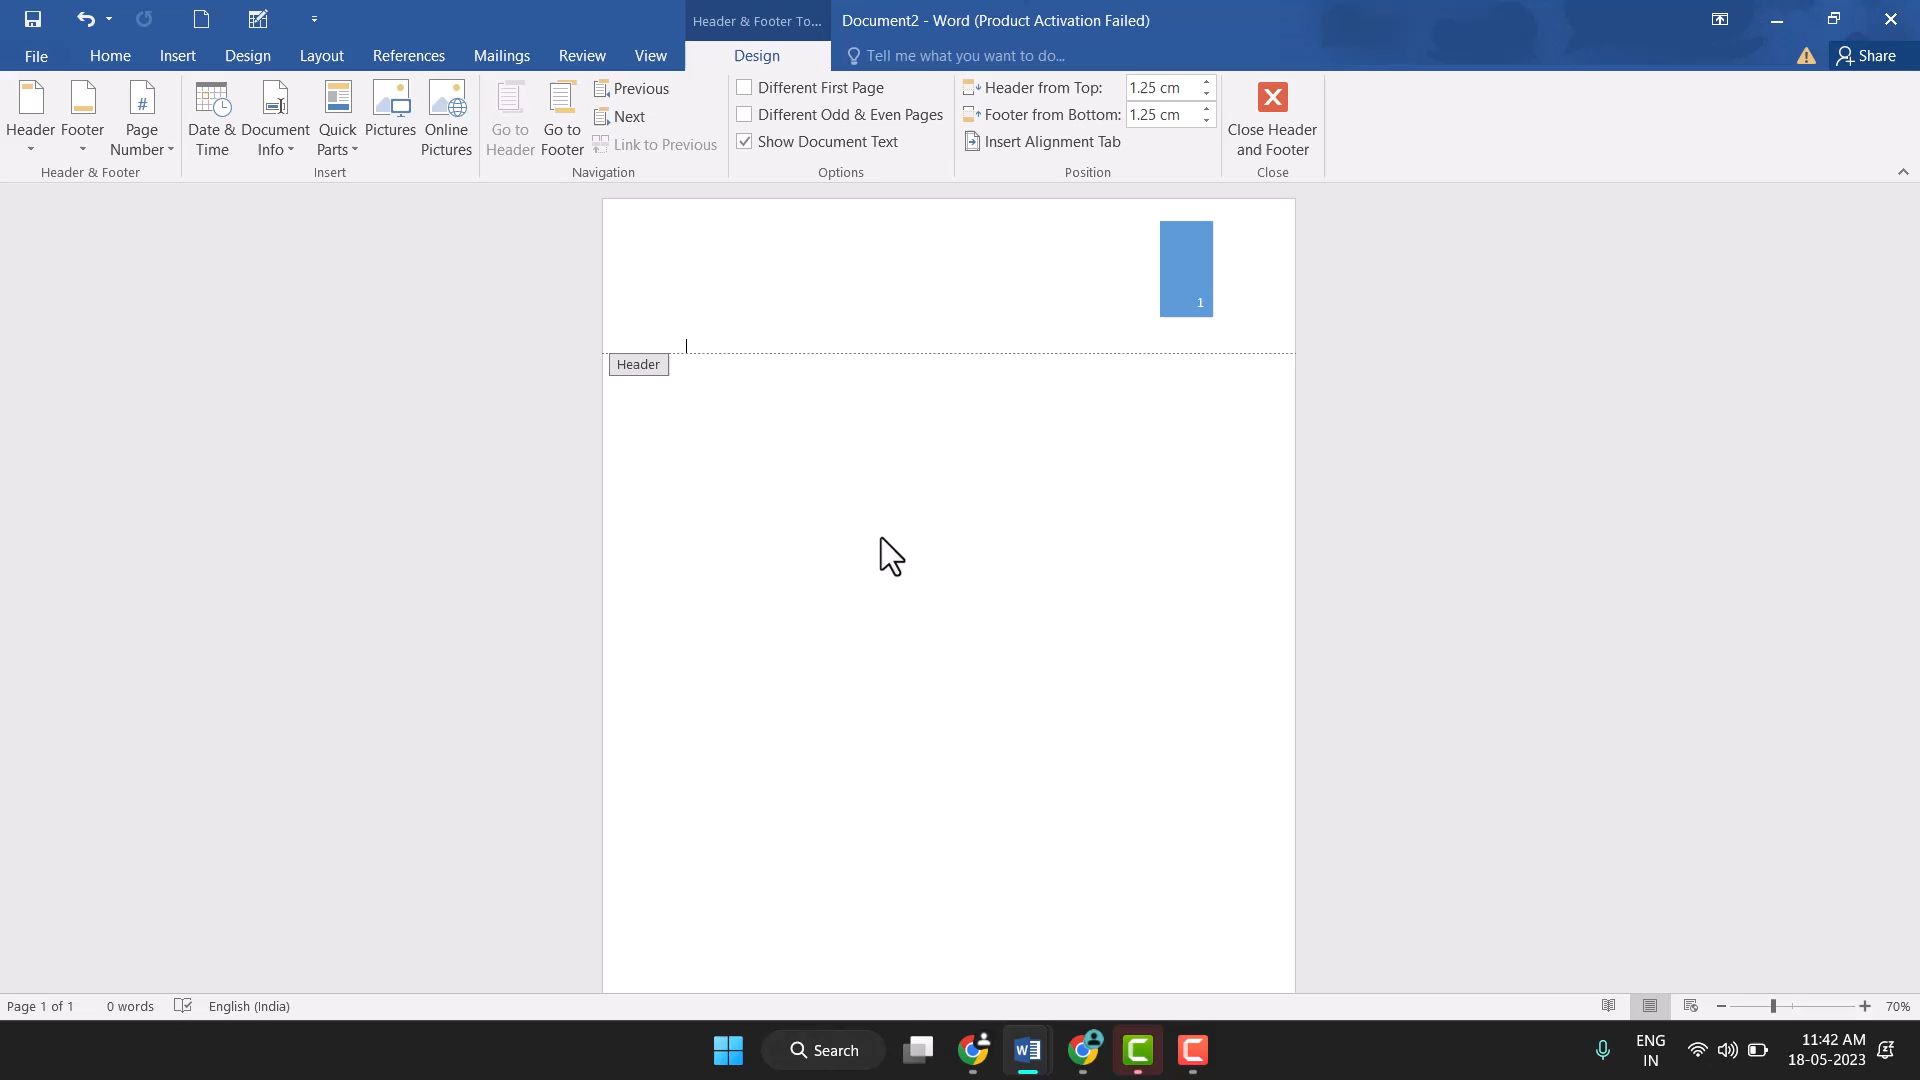 Header & Footer To...
Document2 - Word (Product Activation Failed)
File
Home
Insert
Design
Layout
References
Mailings
Review
View
Design
Tell me what you want to do...
Share
Header
Footer
Page Number
Header & Footer
Date & Time
Document Info
Quick Parts
Pictures
Online Pictures
Insert
Go to Header
Go to Footer
Previous
Next
Link to Previous
Navigation
Different First Page
Different Odd & Even Pages
Show Document Text
Options
Header from Top: 1.25 cm
Footer from Bottom: 1.25 cm
Insert Alignment Tab
Position
Close Header and Footer
Close
1
Header
Page 1 of 1
0 words
English (India)
70%
Search
ENG
IN
11:42 AM
18-05-2023